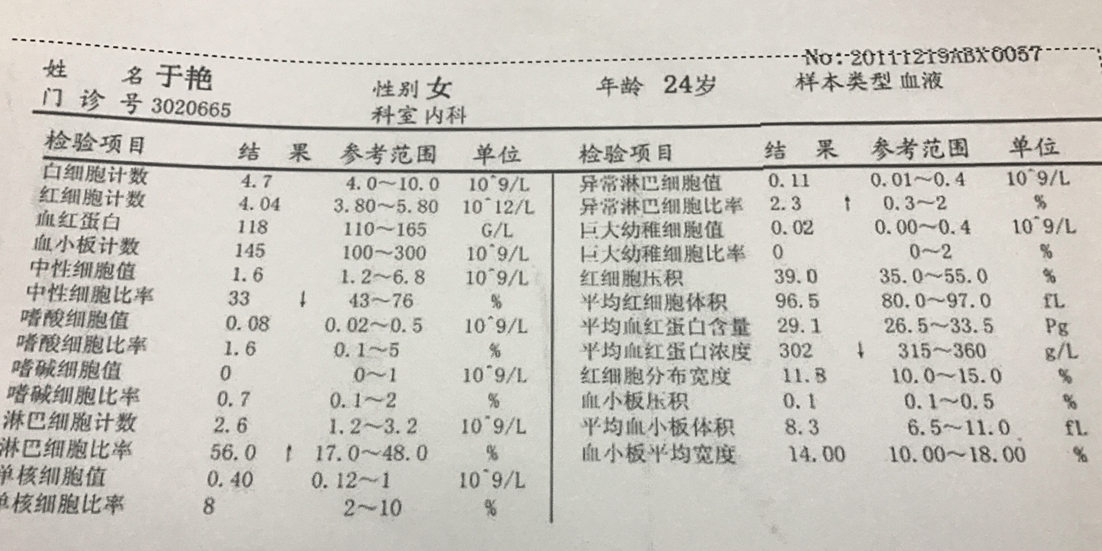 No:20111219ABX0057
姓 名 于艳 性别 女 年龄 24岁 样本类型 血液
门 诊 号 3020665 科室 内科
检验项目 结 果 参考范围 单位 检验项目 结 果 参考范围 单位
白细胞计数 4.7 4.0～10.0 10^9/L 异常淋巴细胞值 0.11 0.01～0.4 10^9/L
红细胞计数 4.04 3.80～5.80 10^12/L 异常淋巴细胞比率 2.3 ↑ 0.3～2 %
血红蛋白 118 110～165 G/L 巨大幼稚细胞值 0.02 0.00～0.4 10^9/L
血小板计数 145 100～300 10^9/L 巨大幼稚细胞比率 0 0～2 %
中性细胞值 1.6 1.2～6.8 10^9/L 红细胞压积 39.0 35.0～55.0 %
中性细胞比率 33 ↓ 43～76 % 平均红细胞体积 96.5 80.0～97.0 fL
嗜酸细胞值 0.08 0.02～0.5 10^9/L 平均血红蛋白含量 29.1 26.5～33.5 Pg
嗜酸细胞比率 1.6 0.1～5 % 平均血红蛋白浓度 302 ↓ 315～360 g/L
嗜碱细胞值 0 0～1 10^9/L 红细胞分布宽度 11.8 10.0～15.0 %
嗜碱细胞比率 0.7 0.1～2 % 血小板压积 0.1 0.1～0.5 %
淋巴细胞计数 2.6 1.2～3.2 10^9/L 平均血小板体积 8.3 6.5～11.0 fL
淋巴细胞比率 56.0 ↑ 17.0～48.0 % 血小板平均宽度 14.00 10.00～18.00 %
单核细胞值 0.40 0.12～1 10^9/L
单核细胞比率 8 2～10 %